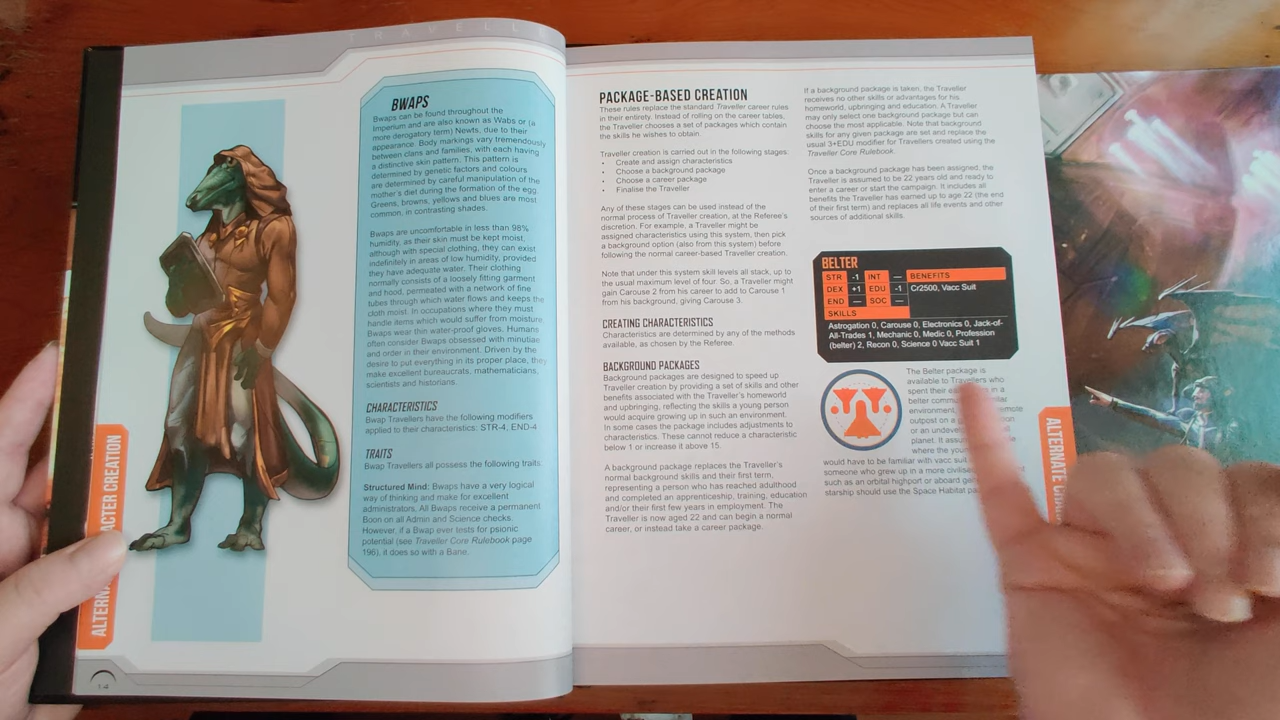 TRAVELLE
BWAPS
Bwaps can be found throughout the
Imperium and are also known as Wabs or (a
more derogatory term) Newts, due to their
appearance. Body markings vary tremendously
between clans and families, with each having
a distinctive skin pattern. This pattern is
determined by genetic factors and colours
are determined by careful manipulation of the
mother's diet during the formation of the egg.
Greens, browns, yellows and blues are most
common, in contrasting shades.
Bwaps are uncomfortable in less than 98%
humidity, as their skin must be kept moist,
although with special clothing, they can exist
indefinitely in areas of low humidity, provided
they have adequate water. Their clothing
normally consists of a loosely fitting garment
and hood, permeated with a network of fine
tubes through which water flows and keeps the
cloth moist. In occupations where they must
handle items which would suffer from moisture,
Bwaps wear thin water-proof gloves. Humans
often consider Bwaps obsessed with minutiae
and order in their environment. Driven by the
desire to put everything in its proper place, they
make excellent bureaucrats, mathematicians,
scientists and historians.
CHARACTERISTICS
Bwap Travellers have the following modifiers
applied to their characteristics: STR-4, END-4
TRAITS
Bwap Travellers all possess the following traits:
Structured Mind: Bwaps have a very logical
way of thinking and make for excellent
administrators. All Bwaps receive a permanent
Boon on all Admin and Science checks.
However, if a Bwap ever tests for psionic
potential (see Traveller Core Rulebook page
196), it does so with a Bane.
ALTERN ACTER CREATION
14
PACKAGE-BASED CREATION
These rules replace the standard Traveller career rules
in their entirety. Instead of rolling on the career tables,
the Traveller chooses a set of packages which contain
the skills he wishes to obtain.
Traveller creation is carried out in the following stages:
• Create and assign characteristics
• Choose a background package
• Choose a career package
• Finalise the Traveller
Any of these stages can be used instead of the
normal process of Traveller creation, at the Referee's
discretion. For example, a Traveller might be
assigned characteristics using this system, then pick
a background option (also from this system) before
following the normal career-based Traveller creation.
Note that under this system skill levels all stack, up to
the usual maximum level of four. So, a Traveller might
gain Carouse 2 from his career to add to Carouse 1
from his background, giving Carouse 3.
CREATING CHARACTERISTICS
Characteristics are determined by any of the methods
available, as chosen by the Referee.
BACKGROUND PACKAGES
Background packages are designed to speed up
Traveller creation by providing a set of skills and other
benefits associated with the Traveller's homeworld
and upbringing, reflecting the skills a young person
would acquire growing up in such an environment.
In some cases the package includes adjustments to
characteristics. These cannot reduce a characteristic
below 1 or increase it above 15.
A background package replaces the Traveller's
normal background skills and their first term,
representing a person who has reached adulthood
and completed an apprenticeship, training, education
and/or their first few years in employment. The
Traveller is now aged 22 and can begin a normal
career, or instead take a career package.
If a background package is taken, the Traveller
receives no other skills or advantages for his
homeworld, upbringing and education. A Traveller
may only select one background package but can
choose the most applicable. Note that background
skills for any given package are set and replace the
usual 3+EDU modifier for Travellers created using the
Traveller Core Rulebook.
Once a background package has been assigned, the
Traveller is assumed to be 22 years old and ready to
enter a career or start the campaign. It includes all
benefits the Traveller has earned up to age 22 (the end
of their first term) and replaces all life events and other
sources of additional skills.
BELTER
STR -1 INT — BENEFITS
DEX +1 EDU -1 Cr2500, Vacc Suit
END — SOC —
SKILLS
Astrogation 0, Carouse 0, Electronics 0, Jack-of-
All-Trades 1, Mechanic 0, Medic 0, Profession
(belter) 2, Recon 0, Science 0 Vacc Suit 1
The Belter package is
available to Travellers who
spent their in a
belter
environment, remote
outpost on a
or an
planet. It
where the
would have to be familiar with vacc suit
someone who grew up in a more
such as an orbital highport or aboard
starship should use the Space Habitat
ALTERNATE